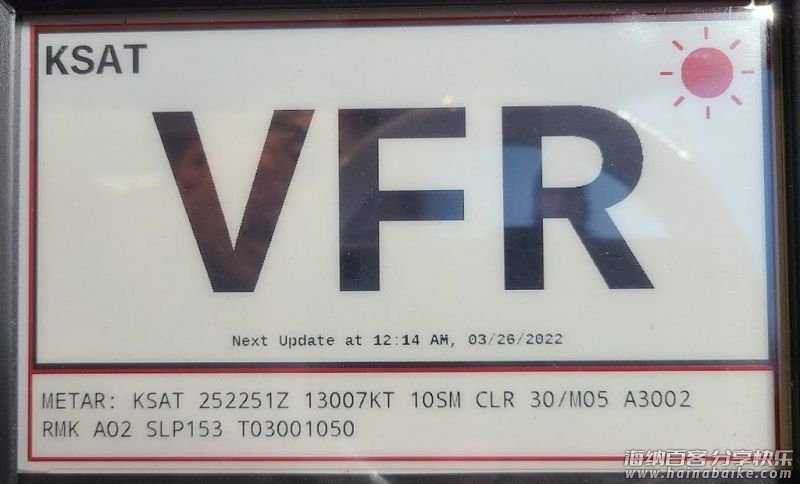 KSAT
VFR
Next Update at 12:14 AM, 03/26/2022
METAR: KSAT 252251Z 13007KT 10SM CLR 30/M05 A3002
RMK AO2 SLP153 T03001050
海纳百客分享快乐
www.hainabaike.com